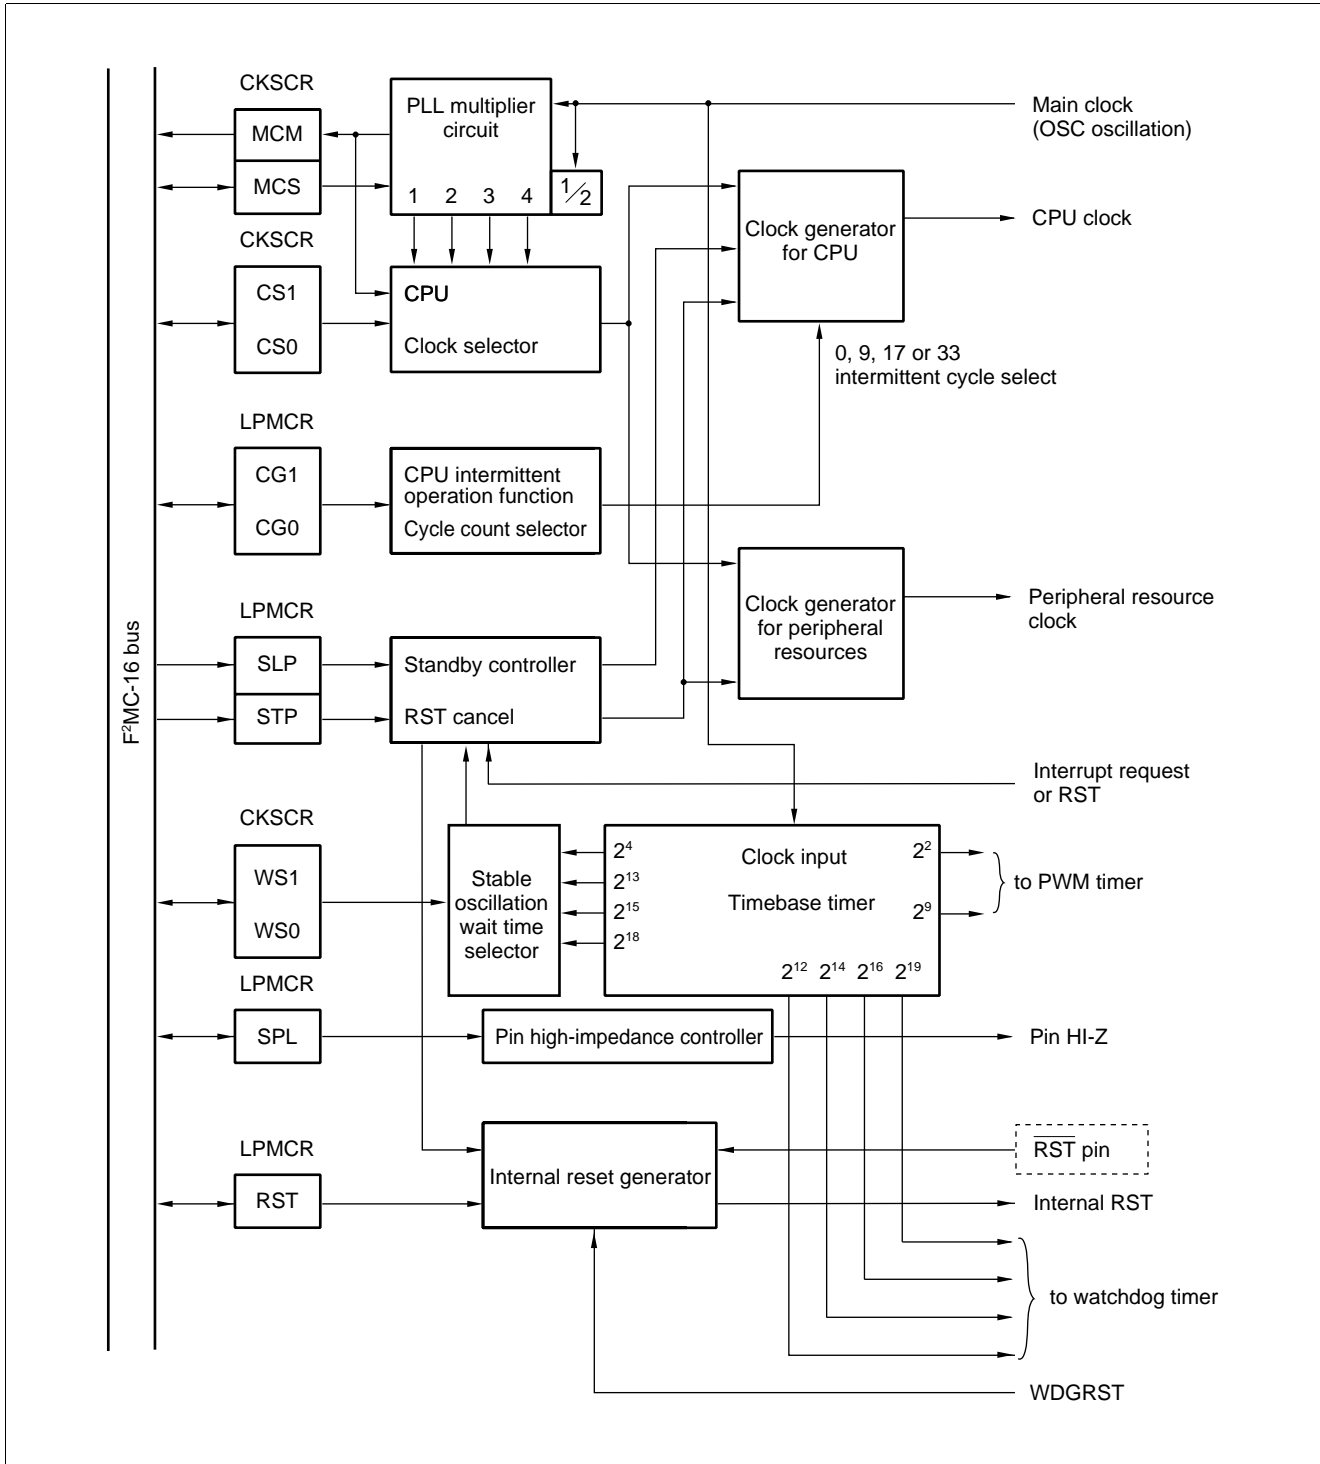 CKSCR
MCM
MCS
PLL multiplier
circuit
1 2 3 4
1/2
Main clock
(OSC oscillation)
Clock generator
for CPU
CPU clock
CKSCR
CS1
CS0
CPU
Clock selector
0, 9, 17 or 33
intermittent cycle select
LPMCR
CG1
CG0
CPU intermittent
operation function
Cycle count selector
Clock generator
for peripheral
resources
Peripheral resource
clock
F²MC-16 bus
LPMCR
SLP
STP
Standby controller
RST cancel
Interrupt request
or RST
CKSCR
WS1
WS0
Stable
oscillation
wait time
selector
2⁴
2¹³
2¹⁵
2¹⁸
Clock input
Timebase timer
2²
2⁹
2¹² 2¹⁴ 2¹⁶ 2¹⁹
to PWM timer
LPMCR
SPL
Pin high-impedance controller
Pin HI-Z
LPMCR
RST
Internal reset generator
R̅S̅T̅ pin
Internal RST
to watchdog timer
WDGRST